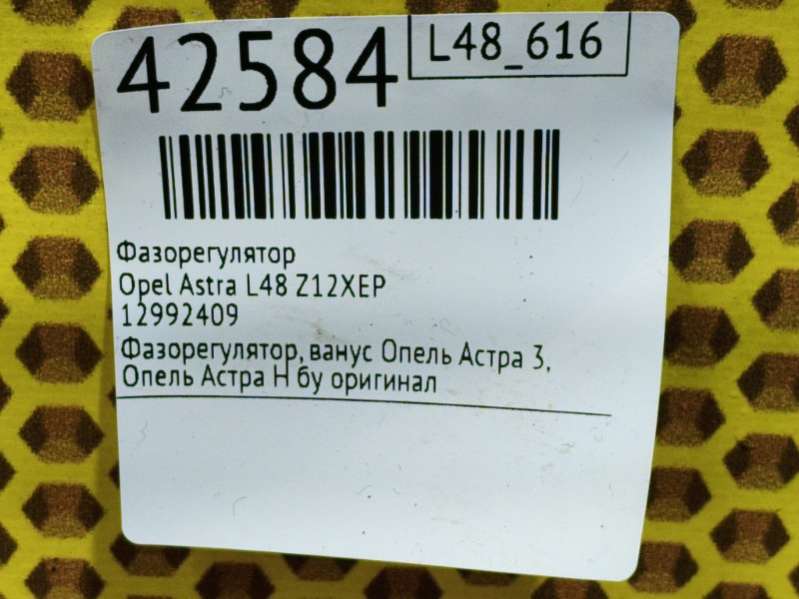 42584
L48_616
Фазорегулятор
Opel Astra L48 Z12XEP
12992409
Фазорегулятор, ванус Опель Астра 3,
Опель Астра Н бу оригинал